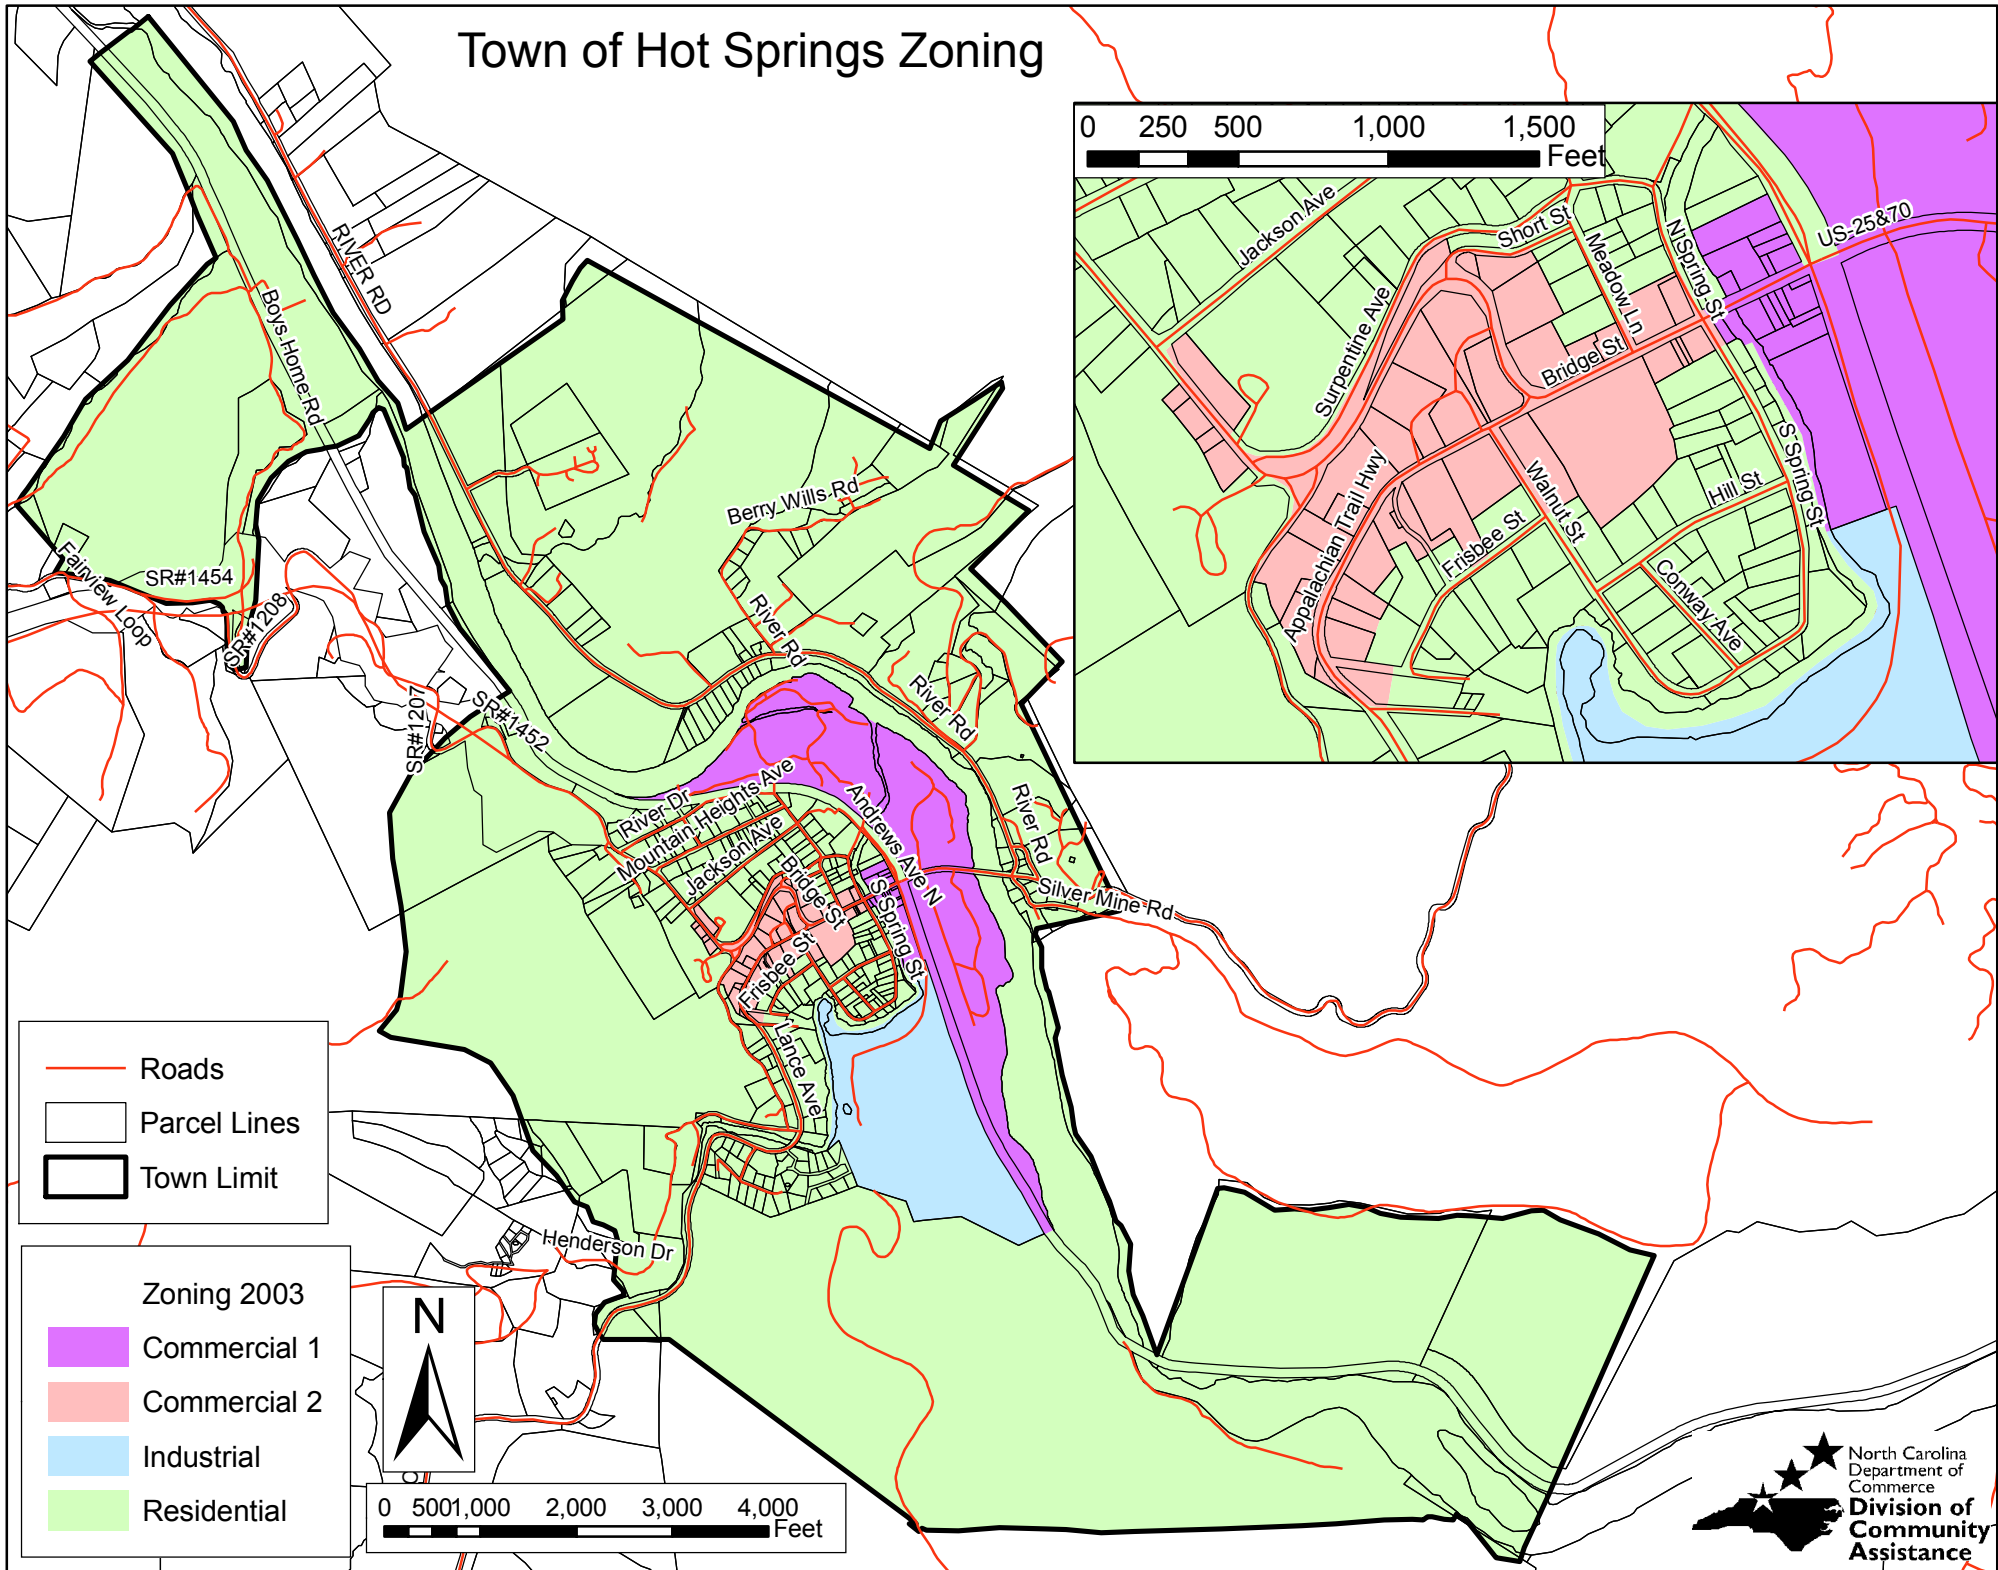 Town of Hot Springs Zoning
0 250 500 1,000 1,500
Feet
Jackson Ave
Short St
N Spring St
US-25&70
Meadow Ln
Surpentine Ave
Bridge St
Appalachian Trail Hwy
Walnut St
S Spring St
Hill St
Frisbee St
Conway Ave
RIVER RD
Boys Home Rd
Berry Wills Rd
SR#1454
Fairview Loop
SR#1208
River Rd
River Rd
SR#1207
SR#1452
River Dr
Mountain Heights Ave
Jackson Ave
Andrews Ave N
River Rd
Bridge St
S Spring St
Silver Mine Rd
Frisbee St
Lance Ave
Henderson Dr
Roads
Parcel Lines
Town Limit
Zoning 2003
Commercial 1
Commercial 2
Industrial
Residential
N
0 500 1,000 2,000 3,000 4,000
Feet
North Carolina
Department of
Commerce
Division of
Community
Assistance